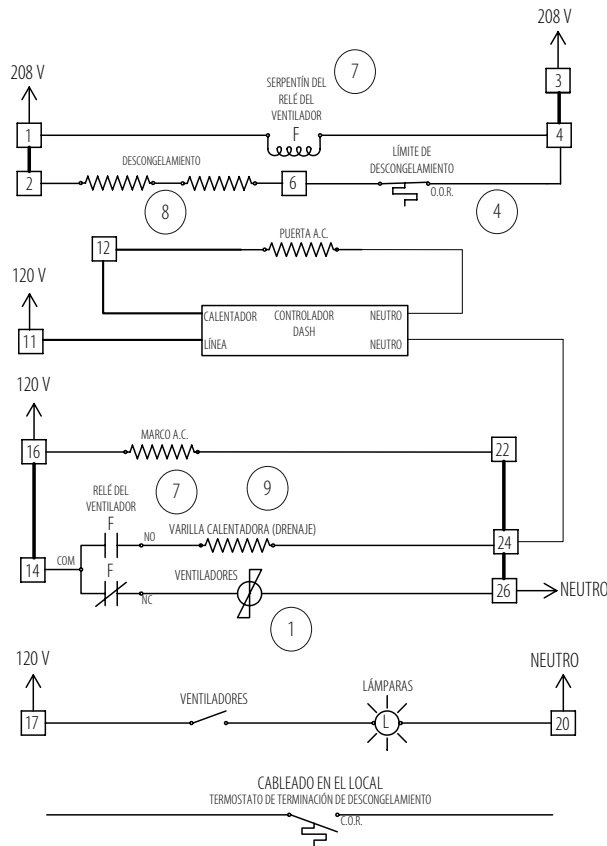 208 V
208 V
7
SERPENTÍN DEL
RELÉ DEL
VENTILADOR
F
3
1
4
DESCONGELAMIENTO
LÍMITE DE
DESCONGELAMIENTO
2
6
O.O.R.
8
4
PUERTA A.C.
12
120 V
CALENTADOR
CONTROLADOR
DASH
NEUTRO
LÍNEA
NEUTRO
11
120 V
MARCO A.C.
16
22
7
9
RELÉ DEL
VENTILADOR
F
NO
VARILLA CALENTADORA (DRENAJE)
24
COM
14
F
VENTILADORES
NC
26
NEUTRO
1
120 V
NEUTRO
LÁMPARAS
VENTILADORES
17
L
20
CABLEADO EN EL LOCAL
TERMOSTATO DE TERMINACIÓN DE DESCONGELAMIENTO
C.O.R.